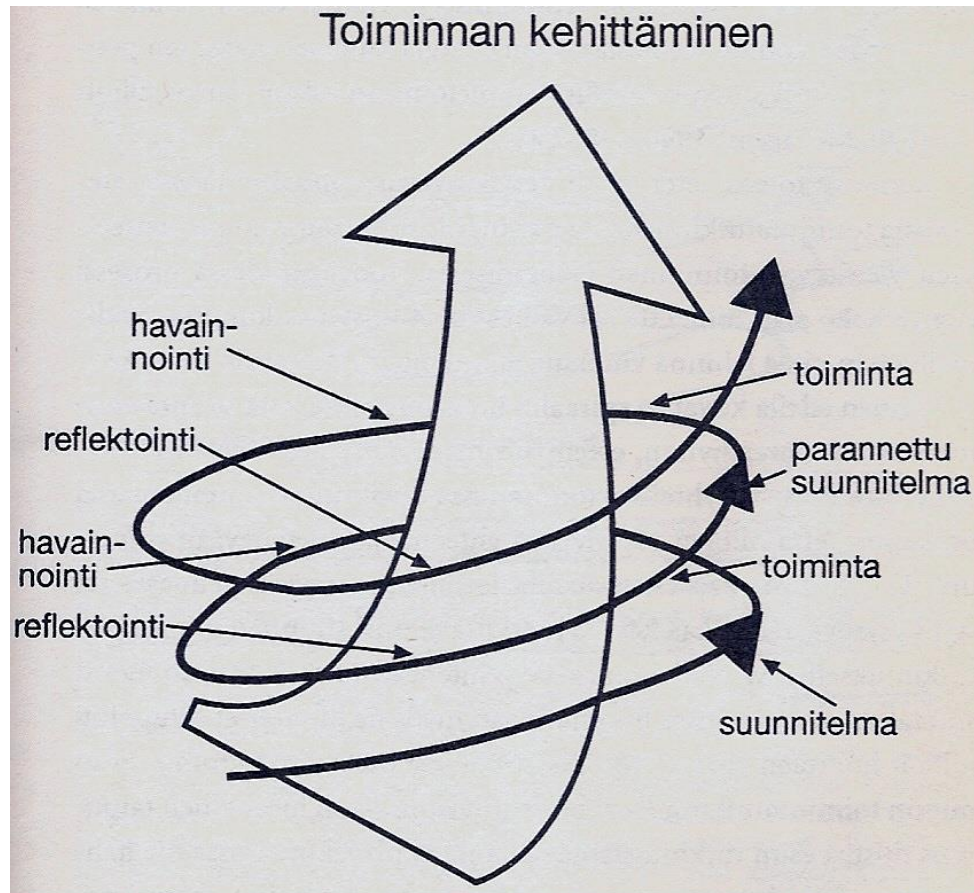 Toiminnan kehittäminen
havain-
nointi
toiminta
reflektointi
parannettu
suunnitelma
havain-
nointi
toiminta
reflektointi
suunnitelma